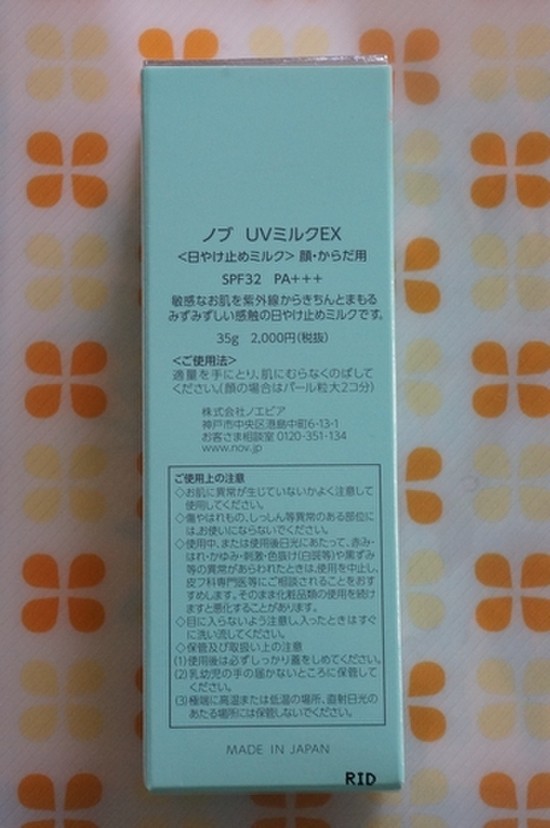 ノブ UVミルクEX
<日やけ止めミルク> 顔・からだ用
SPF32 PA+++
敏感なお肌を紫外線からきちんとまもる
みずみずしい感触の日やけ止めミルクです。
35g 2,000円(税抜)
<ご使用法>
適量を手にとり、肌にむらなくのばして
ください。(顔の場合はパール粒大2コ分)
株式会社ノエビア
神戸市中央区港島中町6-13-1
お客さま相談室 0120-351-134
www.nov.jp
ご使用上の注意
◇お肌に異常が生じていないかよく注意して
使用してください。
◇傷やはれもの、しっしん等異常のある部位に
は、お使いにならないでください。
◇使用中、または使用後日光にあたって、赤み・
はれ・かゆみ・刺激・色抜け(白斑等)や黒ずみ
等の異常があらわれたときは、使用を中止し、
皮フ科専門医等にご相談されることをおす
すめします。そのまま化粧品類の使用を続け
ますと悪化することがあります。
◇目に入らないよう注意し、入ったときはすぐ
に洗い流してください。
◇保管及び取扱い上の注意
(1)使用後は必ずしっかり蓋をしめてください。
(2)乳幼児の手の届かないところに保管して
ください。
(3)極端に高温または低温の場所、直射日光の
あたる場所には保管しないでください。
MADE IN JAPAN
RID